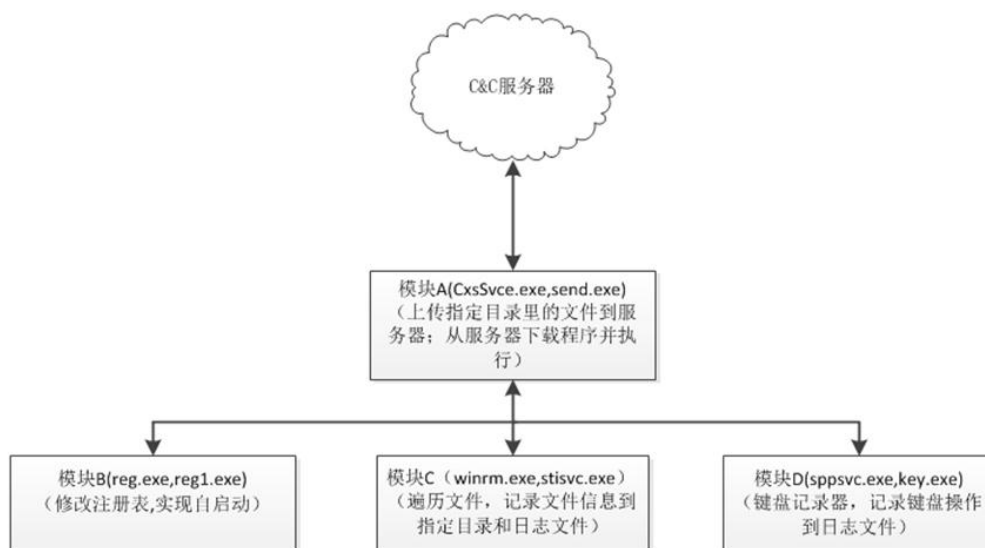 C&C服务器
模块A(CxsSvce.exe,send.exe)
（上传指定目录里的文件到服务
器；从服务器下载程序并执
行）
模块B(reg.exe,reg1.exe)
（修改注册表,实现自启动）
模块C（winrm.exe,stisvc.exe）
（遍历文件，记录文件信息到
指定目录和日志文件）
模块D(sppsvc.exe,key.exe)
（键盘记录器，记录键盘操作
到日志文件）